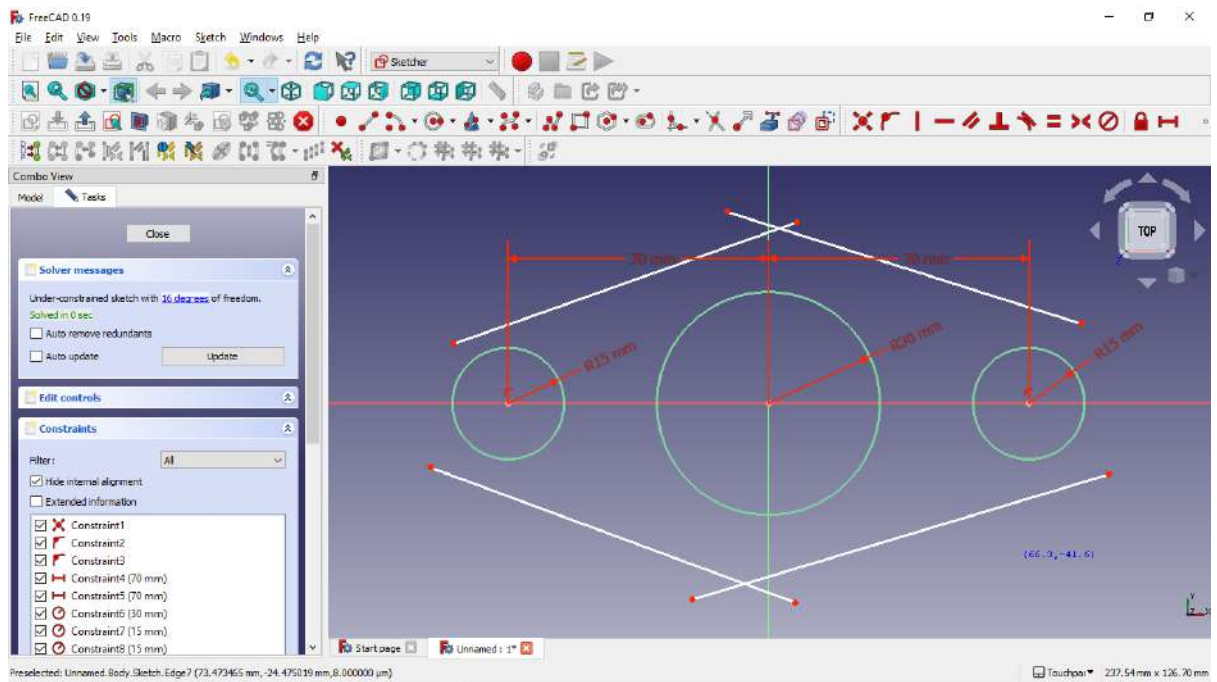 FreeCAD 0.19
File Edit View Tools Macro Sketch Windows Help
Sketcher
Combo View
Model Tasks
Close
Solver messages
Under-constrained sketch with 16 degrees of freedom.
Solved in 0 sec
Auto remove redundants
Auto update Update
Edit controls
Constraints
Filter: All
Hide internal alignment
Extended information
Constraint1
Constraint2
Constraint3
Constraint4 (70 mm)
Constraint5 (70 mm)
Constraint6 (30 mm)
Constraint7 (15 mm)
Constraint8 (15 mm)
70 mm 70 mm
R15 mm R30 mm R15 mm
TOP
(66.3,-41.6)
Y
Z X
Start page Unnamed : 1*
Preselected: Unnamed.Body.Sketch.Edge7 (73.473465 mm, -24.475019 mm,8.000000 µm) Touchpar 237.54 mm x 126.70 mm